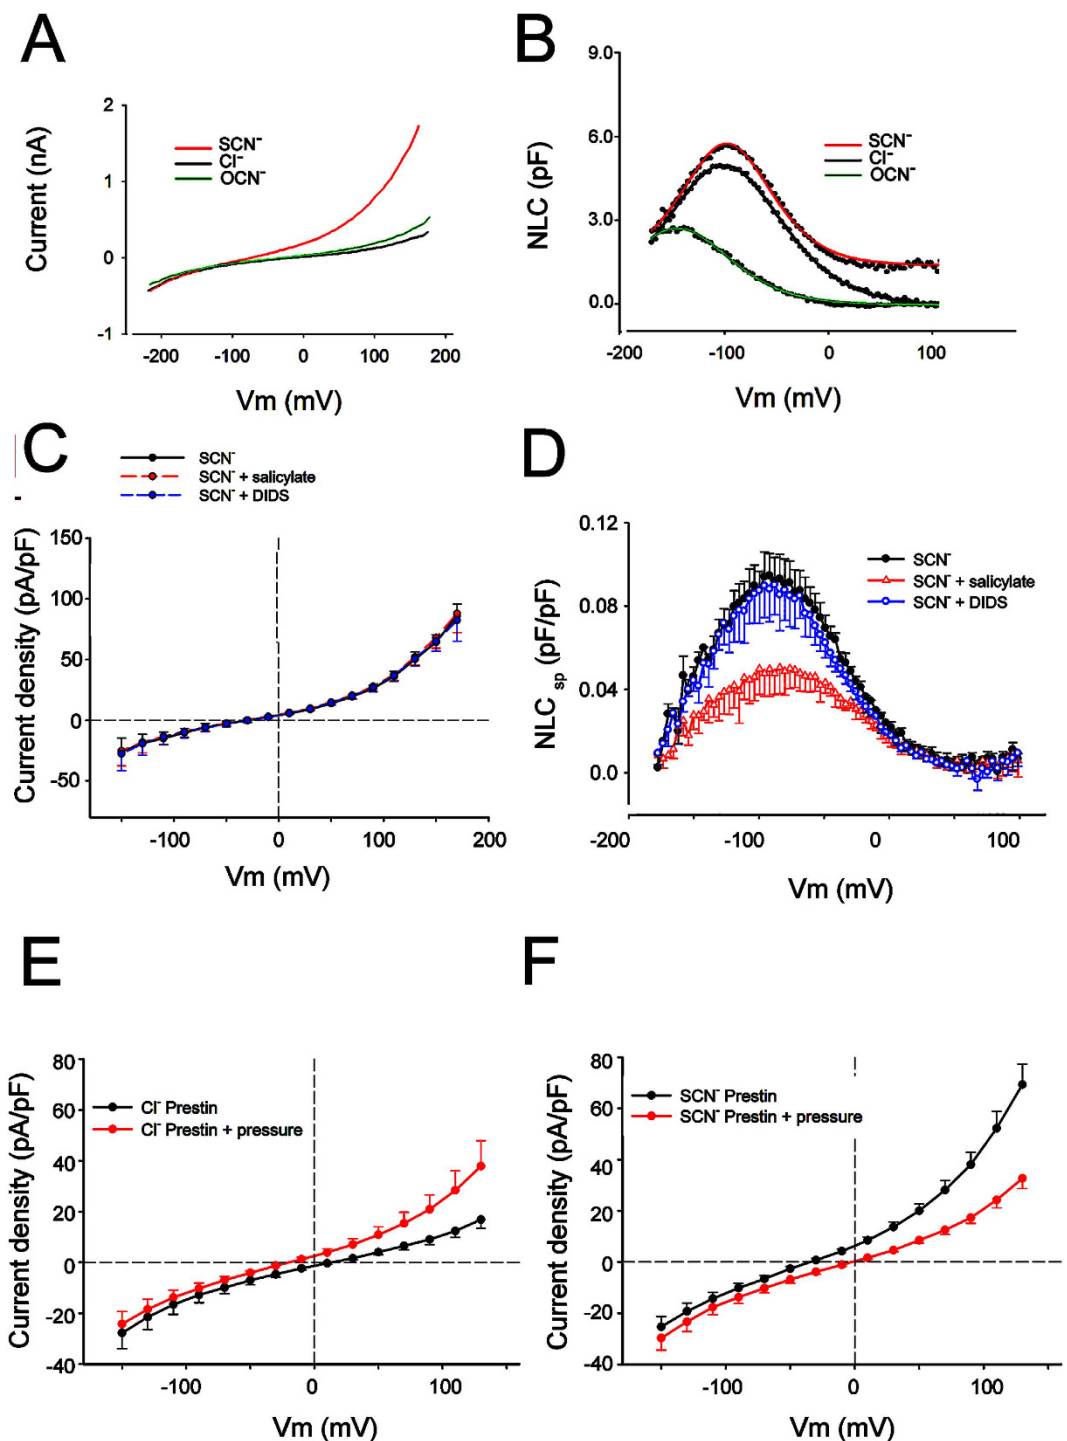 A
Current (nA)
2
1
0
-1
SCN⁻
Cl⁻
OCN⁻
-200
-100
0
100
200
Vm (mV)
B
NLC (pF)
9.0
6.0
3.0
0.0
SCN⁻
Cl⁻
OCN⁻
-200
-100
0
100
Vm (mV)
C
SCN⁻
SCN⁻ + salicylate
SCN⁻ + DIDS
Current density (pA/pF)
150
100
50
0
-50
-100
0
100
200
Vm (mV)
D
NLC sp (pF/pF)
0.12
0.08
0.04
0.0
SCN⁻
SCN⁻ + salicylate
SCN⁻ + DIDS
-200
-100
0
100
Vm (mV)
E
Current density (pA/pF)
80
60
40
20
0
-20
-40
Cl⁻ Prestin
Cl⁻ Prestin + pressure
-100
0
100
Vm (mV)
F
Current density (pA/pF)
80
60
40
20
0
-20
-40
SCN⁻ Prestin
SCN⁻ Prestin + pressure
-100
0
100
Vm (mV)